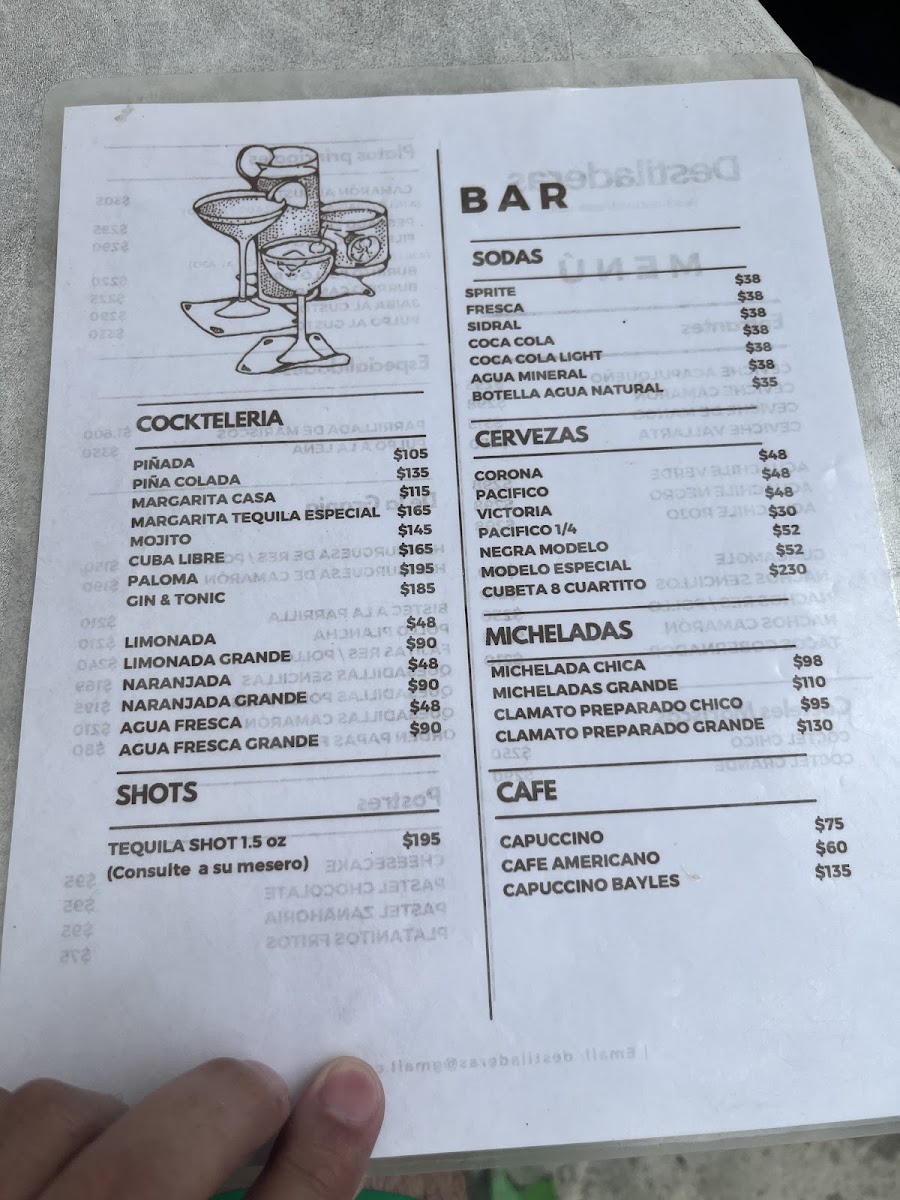 COCKTELERIA
PIÑADA $105
PIÑA COLADA $135
MARGARITA CASA $115
MARGARITA TEQUILA ESPECIAL $165
MOJITO $145
CUBA LIBRE $165
PALOMA $195
GIN & TONIC $185
LIMONADA $48
LIMONADA GRANDE $90
NARANJADA $48
NARANJADA GRANDE $90
AGUA FRESCA $48
AGUA FRESCA GRANDE $90
SHOTS
TEQUILA SHOT 1.5 oz $195
(Consulte a su mesero)
BAR
SODAS
SPRITE $38
FRESCA $38
SIDRAL $38
COCA COLA $38
COCA COLA LIGHT $38
AGUA MINERAL $38
BOTELLA AGUA NATURAL $35
CERVEZAS
CORONA $48
PACIFICO $48
VICTORIA $48
PACIFICO 1/4 $30
NEGRA MODELO $52
MODELO ESPECIAL $52
CUBETA 8 CUARTITO $230
MICHELADAS
MICHELADA CHICA $98
MICHELADAS GRANDE $110
CLAMATO PREPARADO CHICO $95
CLAMATO PREPARADO GRANDE $130
CAFE
CAPUCCINO $75
CAFE AMERICANO $60
CAPUCCINO BAYLES $135